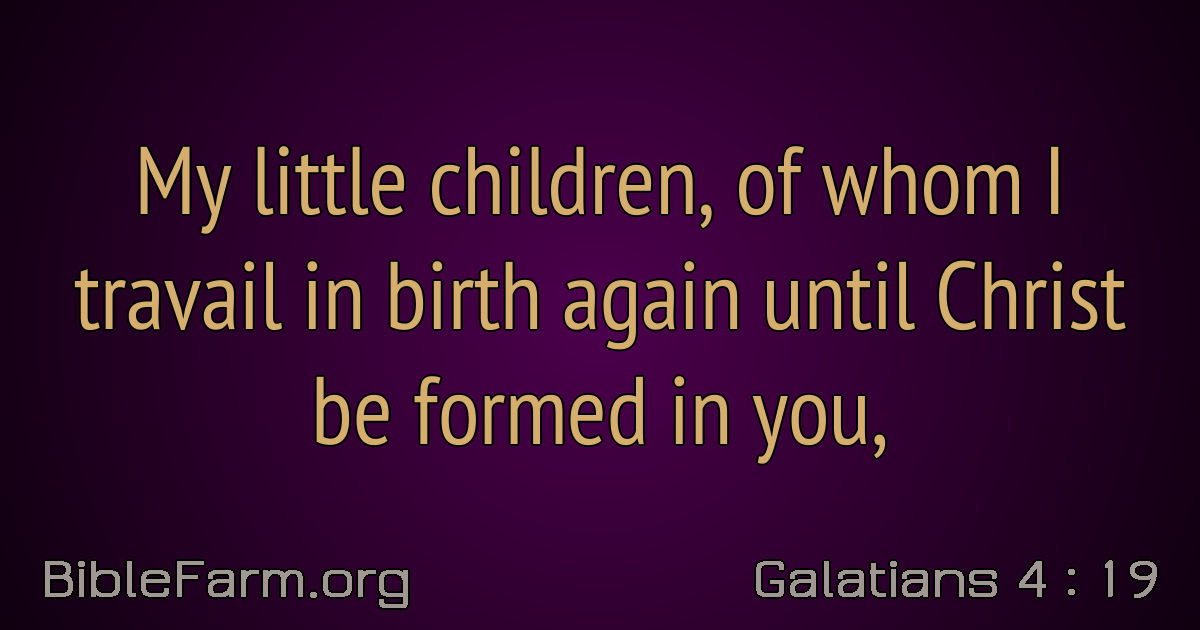 My little children, of whom I
travail in birth again until Christ
be formed in you,
BibleFarm.org
Galatians 4 : 19